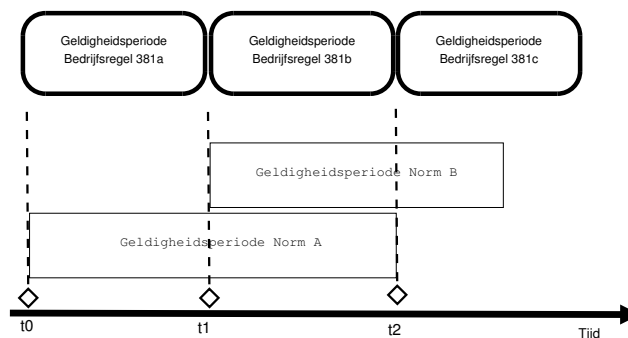 Geldigheidsperiode
Bedrijfsregel 381a
Geldigheidsperiode
Bedrijfsregel 381b
Geldigheidsperiode
Bedrijfsregel 381c
Geldigheidsperiode Norm B
Geldigheidsperiode Norm A
t0
t1
t2
Tijd